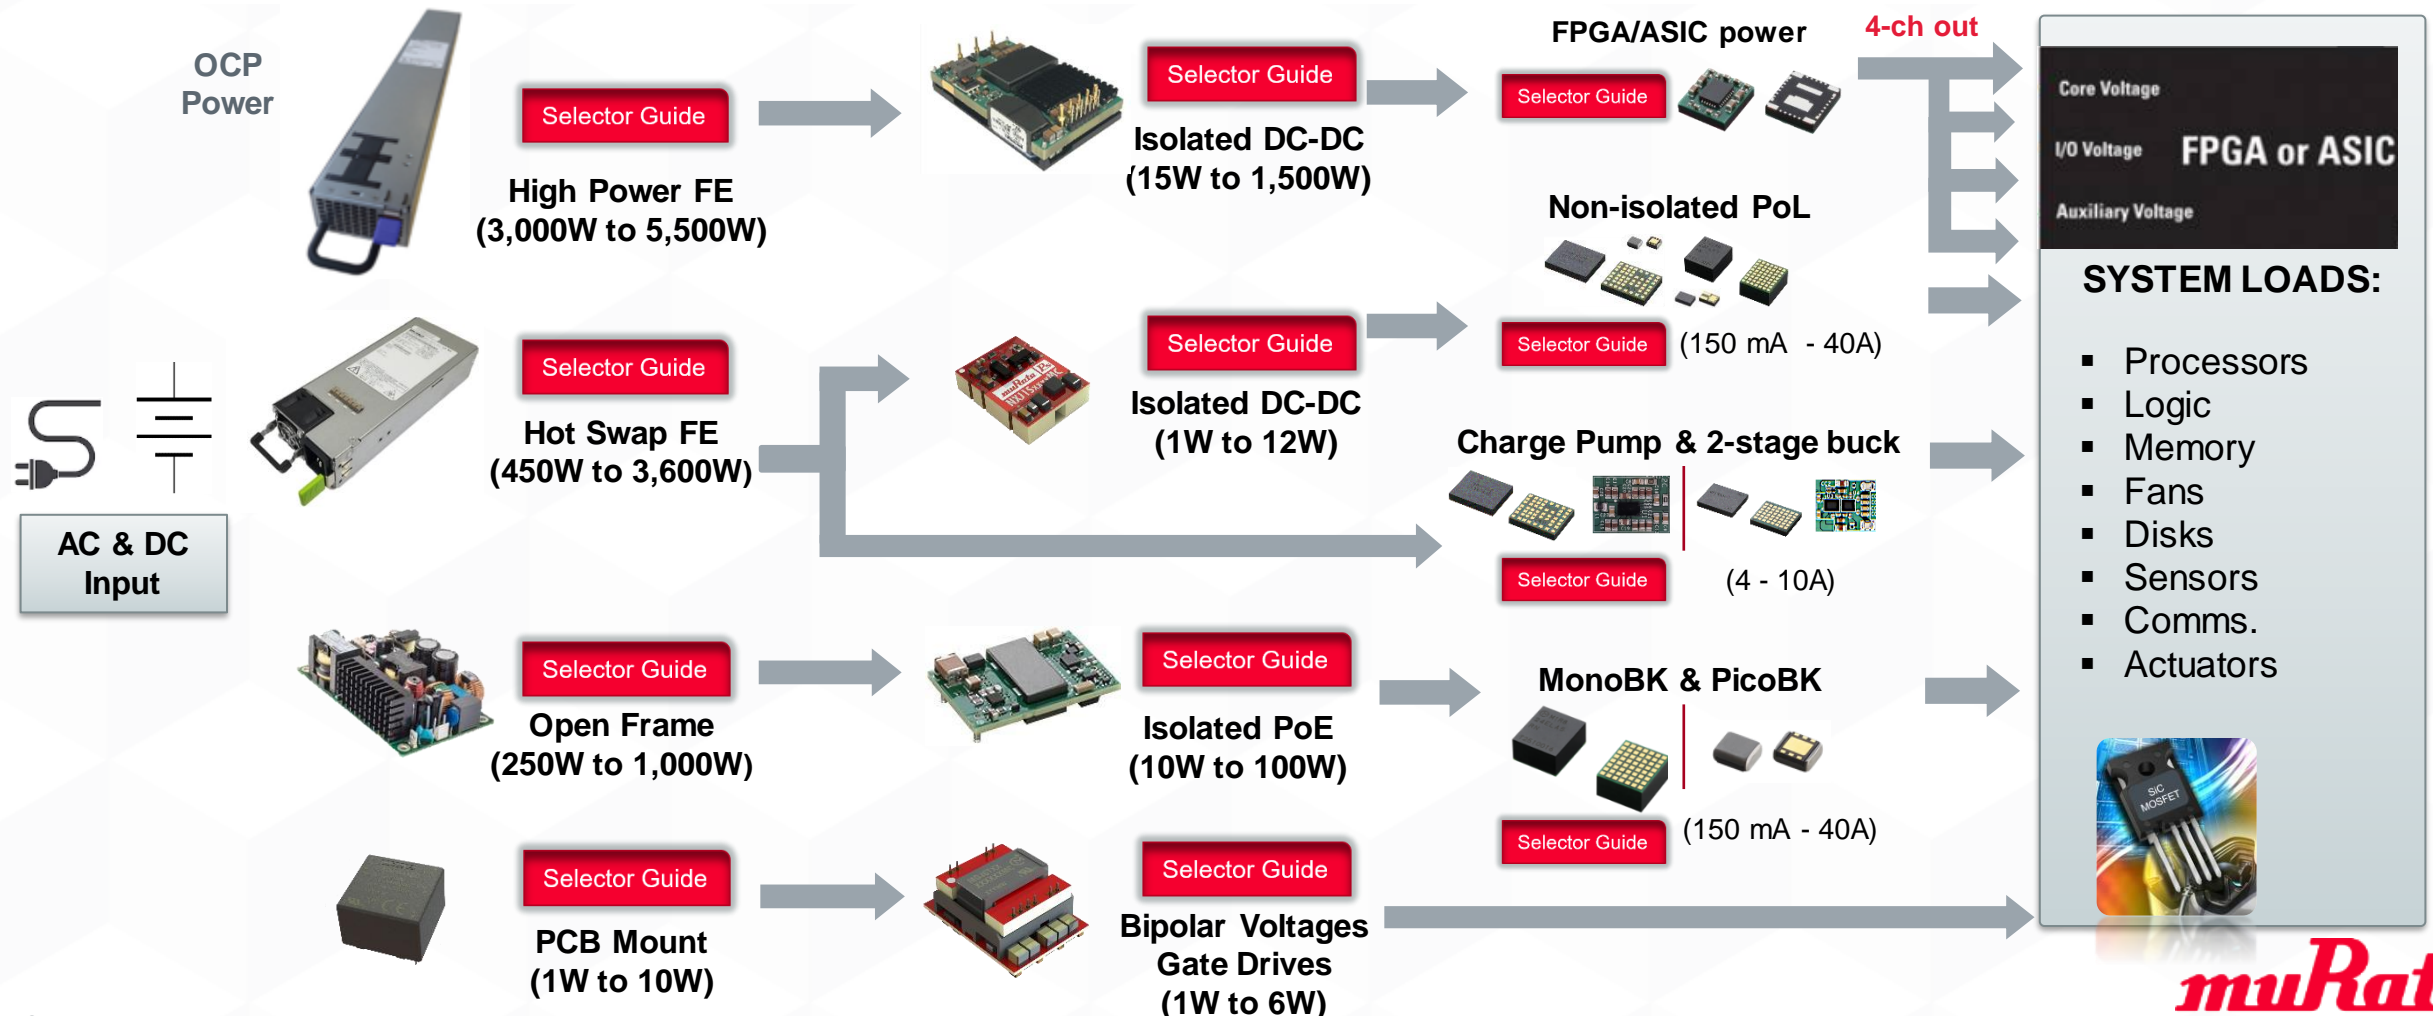 OCP
Power
Selector Guide
High Power FE
(3,000W to 5,500W)
Selector Guide
Isolated DC-DC
(15W to 1,500W)
FPGA/ASIC power
Selector Guide
4-ch out
Core Voltage
I/O Voltage
FPGA or ASIC
Auxiliary Voltage
AC & DC
Input
Selector Guide
Hot Swap FE
(450W to 3,600W)
muRata Ps
Selector Guide
Isolated DC-DC
(1W to 12W)
Non-isolated PoL
Selector Guide
(150 mA - 40A)
Charge Pump & 2-stage buck
Selector Guide
(4 - 10A)
Selector Guide
Open Frame
(250W to 1,000W)
Selector Guide
Isolated PoE
(10W to 100W)
MonoBK & PicoBK
Selector Guide
(150 mA - 40A)
Selector Guide
PCB Mount
(1W to 10W)
Selector Guide
Bipolar Voltages
Gate Drives
(1W to 6W)
SYSTEM LOADS:
▪ Processors
▪ Logic
▪ Memory
▪ Fans
▪ Disks
▪ Sensors
▪ Comms.
▪ Actuators
SiC
MOSFET
muRat